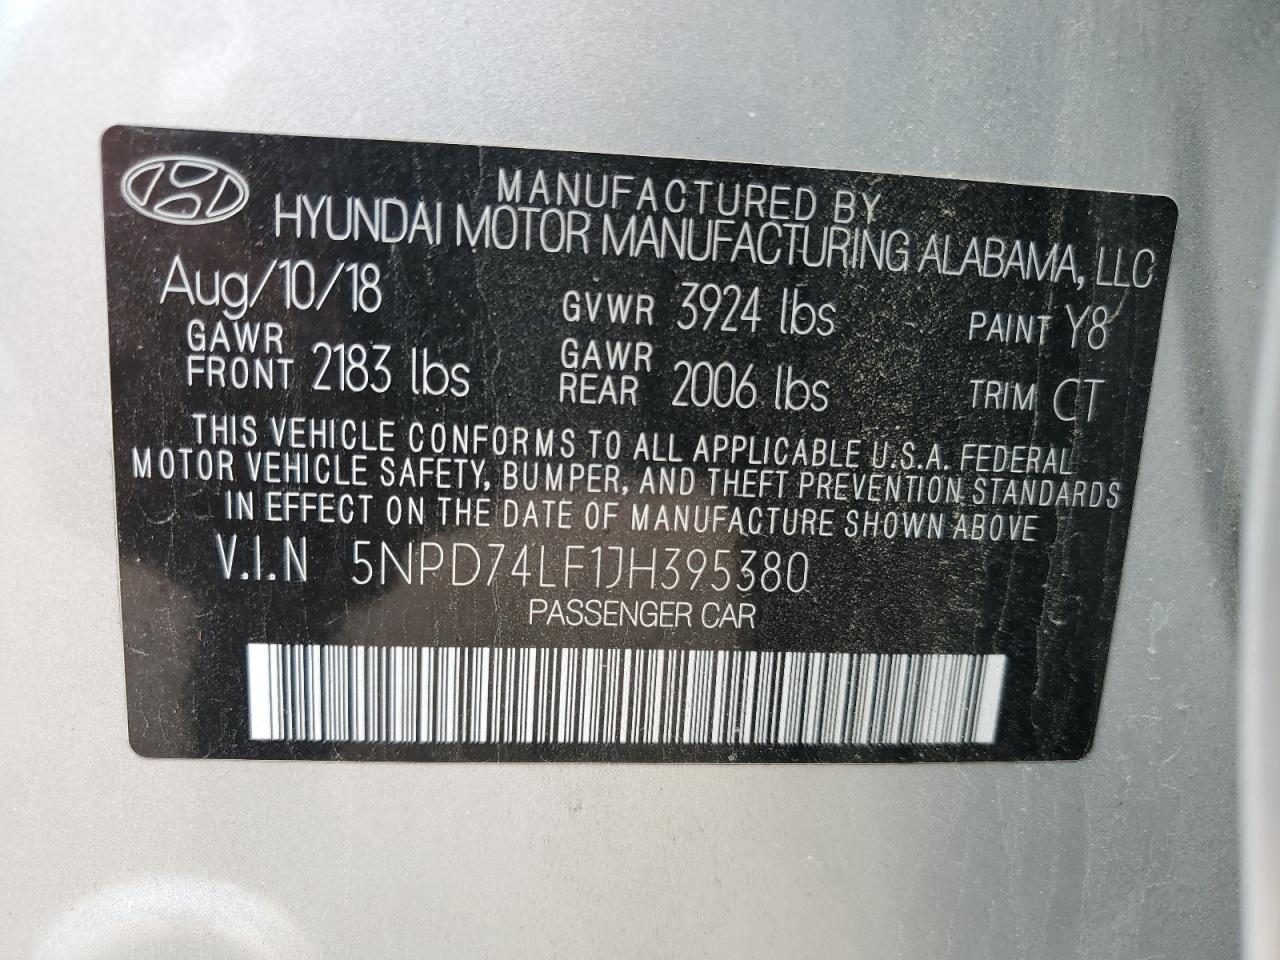 MANUFACTURED BY
HYUNDAI MOTOR MANUFACTURING ALABAMA, LLC
Aug/10/18 GVWR 3924 lbs PAINT Y8
GAWR FRONT 2183 lbs GAWR REAR 2006 lbs TRIM CT
THIS VEHICLE CONFORMS TO ALL APPLICABLE U.S.A. FEDERAL
MOTOR VEHICLE SAFETY, BUMPER, AND THEFT PREVENTION STANDARDS
IN EFFECT ON THE DATE OF MANUFACTURE SHOWN ABOVE
V.I.N 5NPD74LF1JH395380
PASSENGER CAR